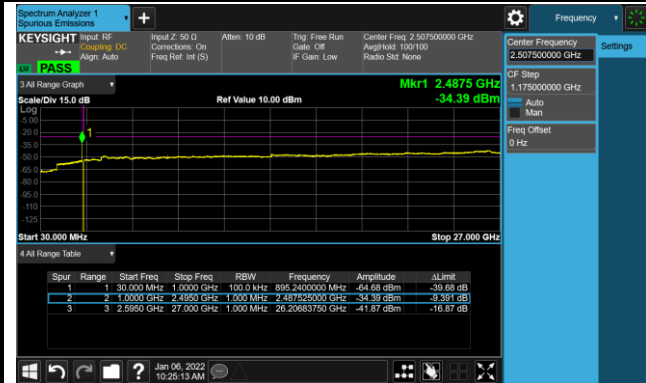 Spectrum Analyzer 1
Spurious Emissions
Frequency
KEYSIGHT Input: RF
Coupling: DC
Align: Auto
Input Z: 50 Ω
Corrections: On
Freq Ref: Int (S)
Atten: 10 dB
Trig: Free Run
Gate: Off
IF Gain: Low
Center Freq: 2.507500000 GHz
Avg|Hold: 100/100
Radio Std: None
PASS
Center Frequency
2.507500000 GHz
Settings
CF Step
1.175000000 GHz
Auto
Man
Freq Offset
0 Hz
3 All Range Graph
Mkr1 2.4875 GHz
Scale/Div 15.0 dB
Ref Value 10.00 dBm
-34.39 dBm
Log
-5.00
-20.0
-35.0
-50.0
-65.0
-80.0
-95.0
-110
-125
1
Start 30.000 MHz
Stop 27.000 GHz
4 All Range Table
Spur Range Start Freq Stop Freq RBW Frequency Amplitude ΔLimit
1 1 30.000 MHz 1.0000 GHz 100.0 kHz 895.2400000 MHz -64.68 dBm -39.68 dB
2 2 1.0000 GHz 2.4950 GHz 1.000 MHz 2.487525000 GHz -34.39 dBm -9.391 dB
3 3 2.5950 GHz 27.000 GHz 1.000 MHz 26.20683750 GHz -41.87 dBm -16.87 dB
Jan 06, 2022
10:25:13 AM